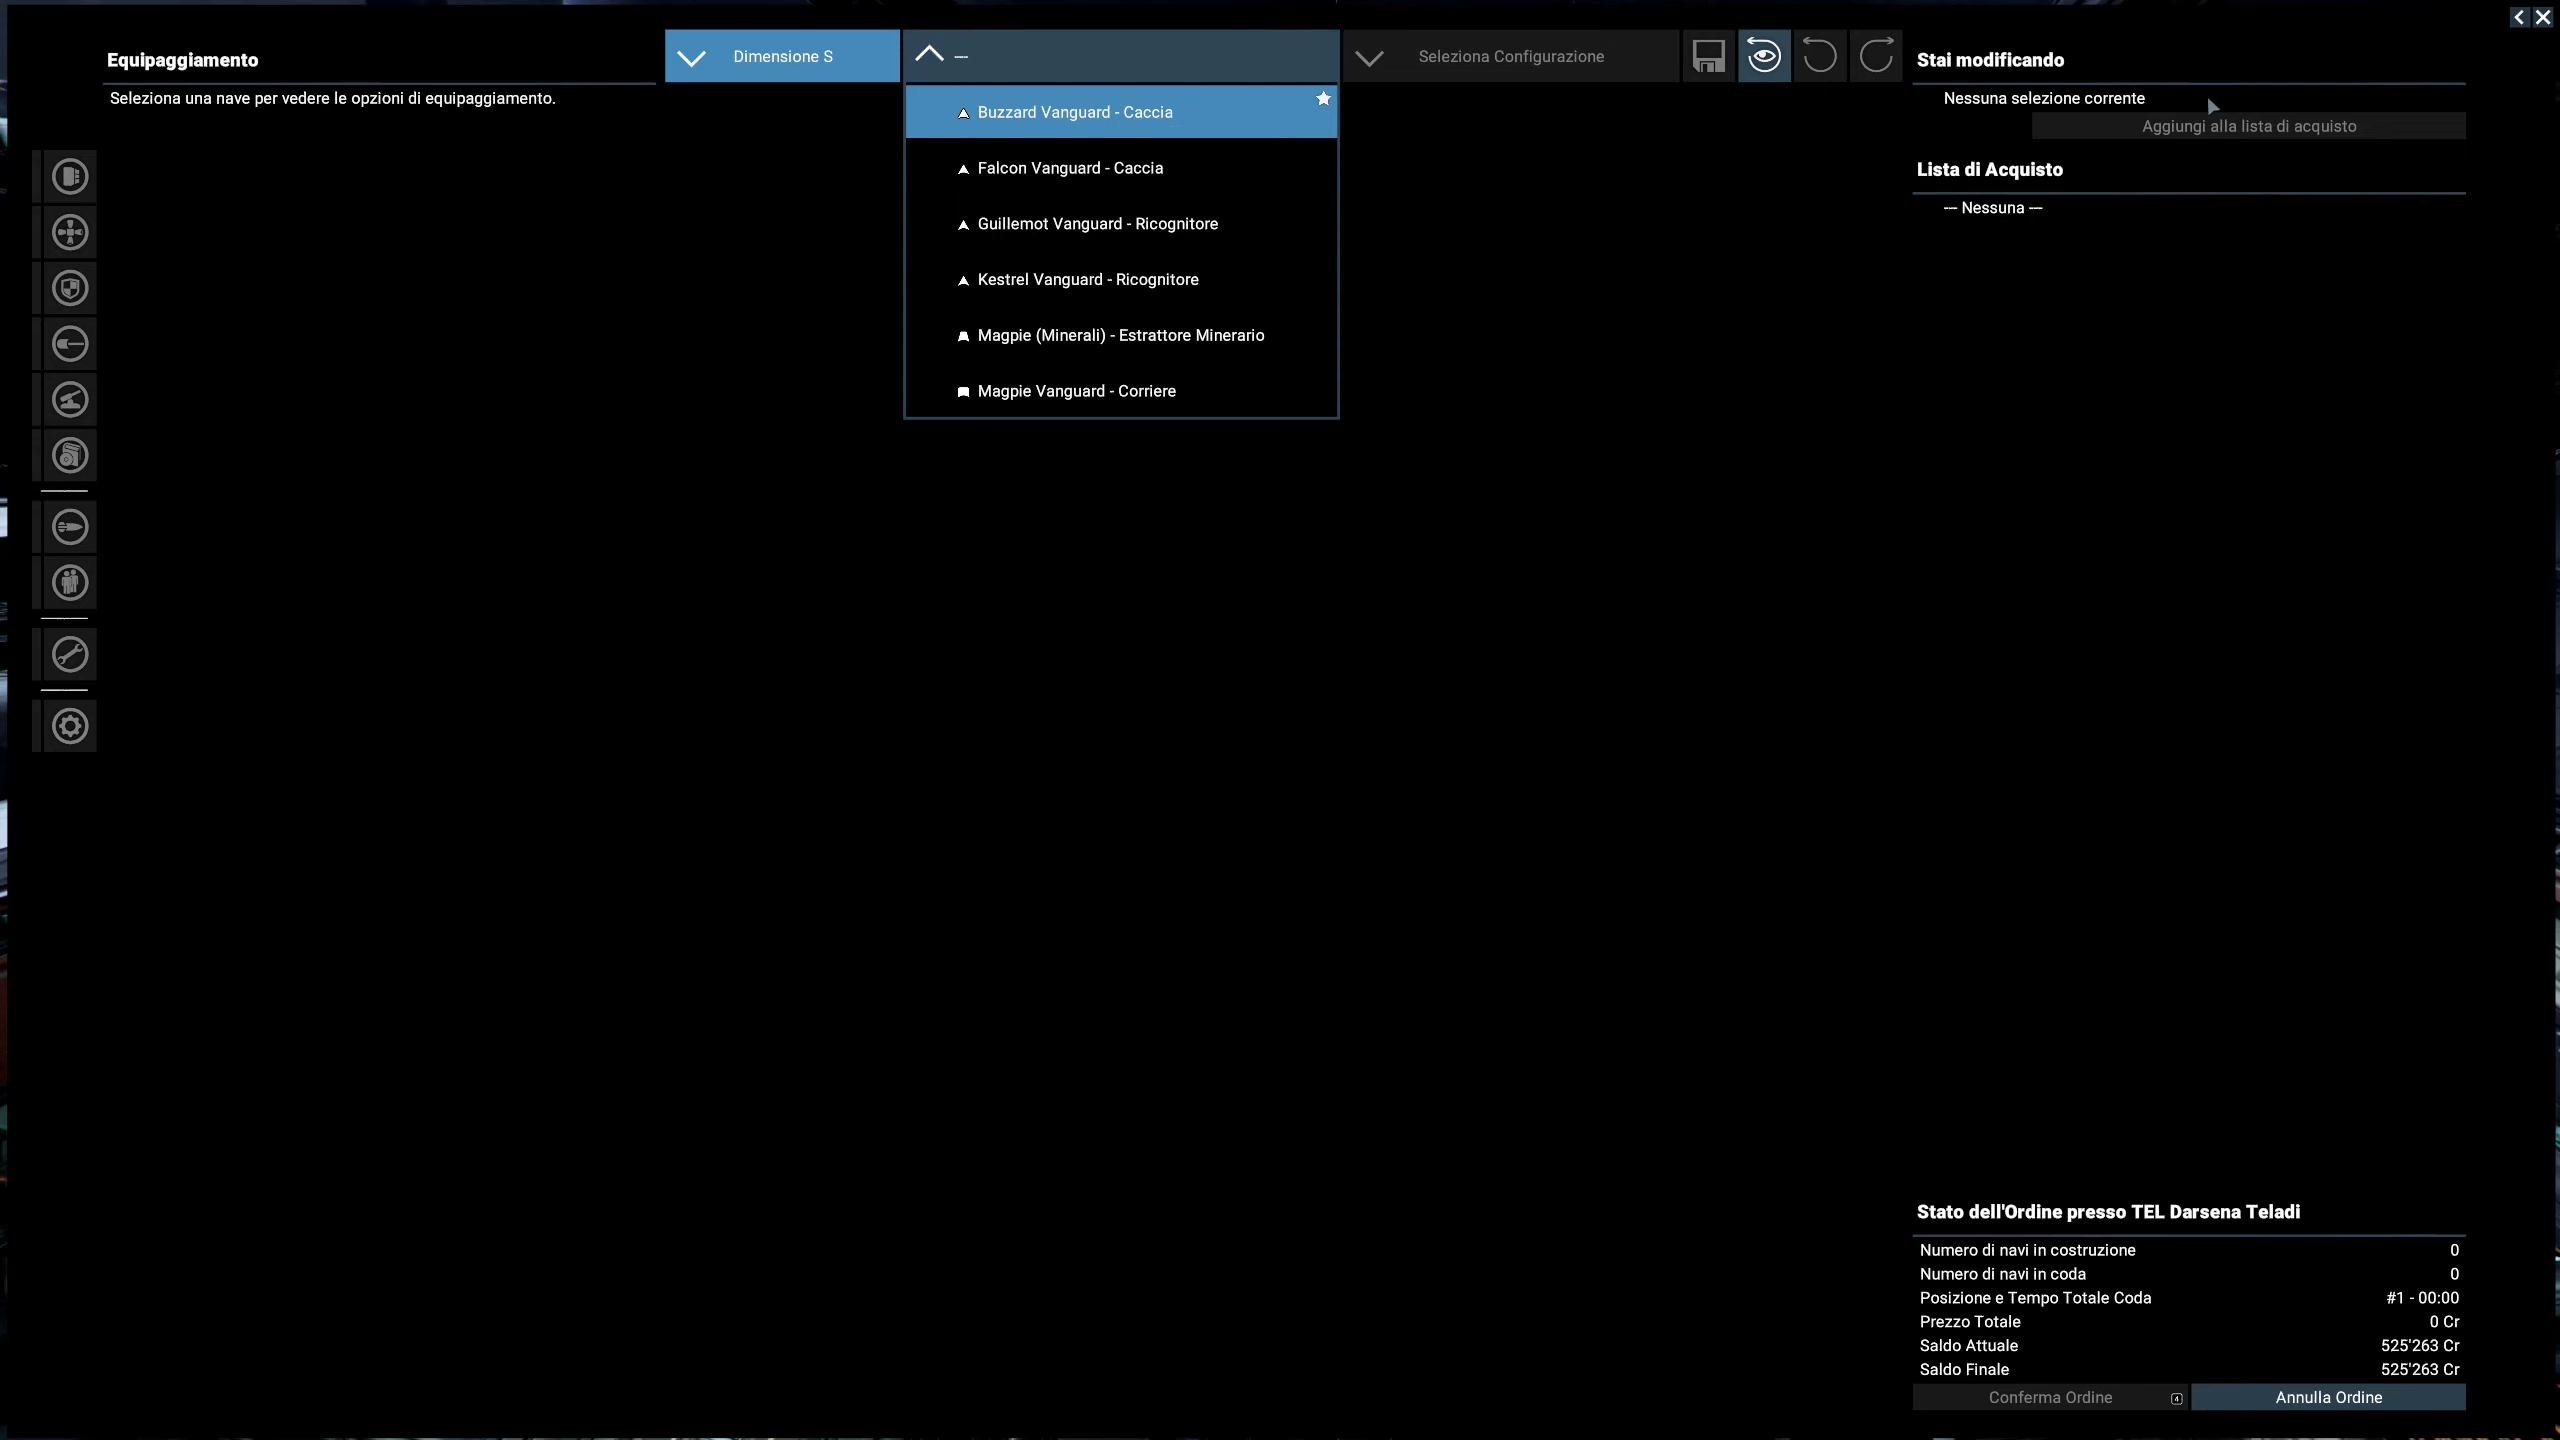 Equipaggiamento
Seleziona una nave per vedere le opzioni di equipaggiamento.
Dimensione S
---
Seleziona Configurazione
Buzzard Vanguard - Caccia
Falcon Vanguard - Caccia
Guillemot Vanguard - Ricognitore
Kestrel Vanguard - Ricognitore
Magpie (Minerali) - Estrattore Minerario
Magpie Vanguard - Corriere
Stai modificando
Nessuna selezione corrente
Aggiungi alla lista di acquisto
Lista di Acquisto
--- Nessuna ---
Stato dell'Ordine presso TEL Darsena Teladi
Numero di navi in costruzione 0
Numero di navi in coda 0
Posizione e Tempo Totale Coda #1 - 00:00
Prezzo Totale 0 Cr
Saldo Attuale 525'263 Cr
Saldo Finale 525'263 Cr
Conferma Ordine 4
Annulla Ordine